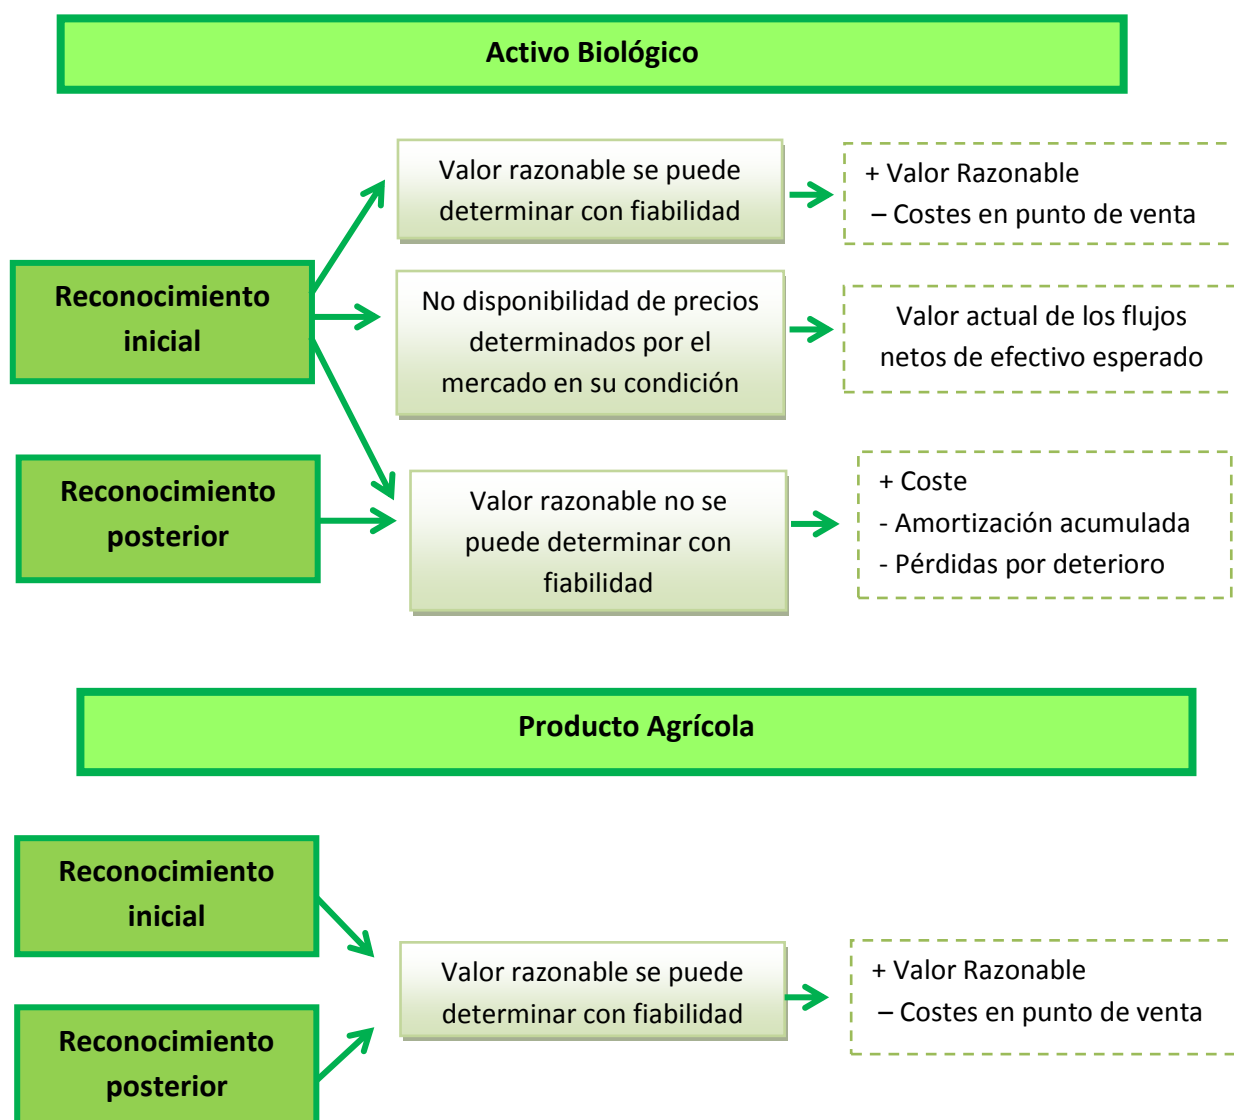 Activo Biológico
Valor razonable se puede
determinar con fiabilidad
+ Valor Razonable
– Costes en punto de venta
Reconocimiento
inicial
No disponibilidad de precios
determinados por el
mercado en su condición
Valor actual de los flujos
netos de efectivo esperado
Reconocimiento
posterior
Valor razonable no se
puede determinar con
fiabilidad
+ Coste
- Amortización acumulada
- Pérdidas por deterioro
Producto Agrícola
Reconocimiento
inicial
Valor razonable se puede
determinar con fiabilidad
+ Valor Razonable
– Costes en punto de venta
Reconocimiento
posterior